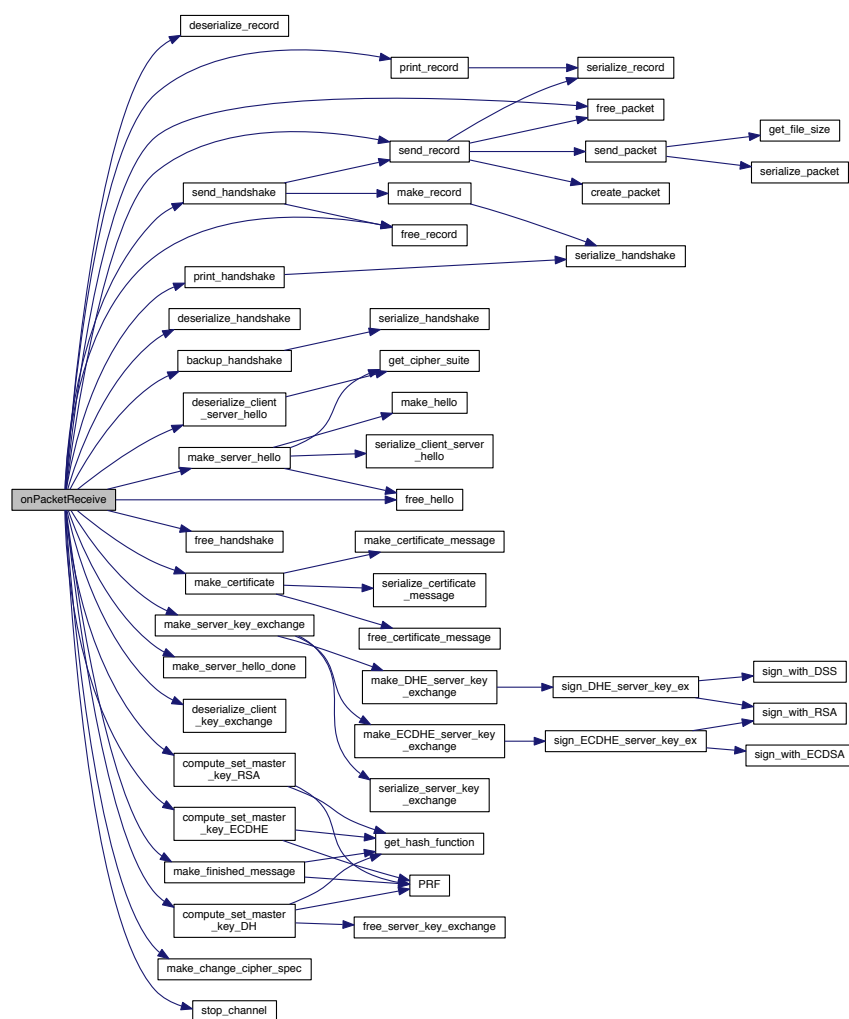 deserialize_record
print_record
serialize_record
free_packet
get_file_size
send_record
send_packet
serialize_packet
send_handshake
make_record
create_packet
free_record
serialize_handshake
print_handshake
deserialize_handshake
serialize_handshake
backup_handshake
get_cipher_suite
deserialize_client
_server_hello
make_hello
make_server_hello
serialize_client_server
_hello
onPacketReceive
free_hello
free_handshake
make_certificate_message
make_certificate
serialize_certificate
_message
make_server_key_exchange
free_certificate_message
make_server_hello_done
make_DHE_server_key
_exchange
sign_DHE_server_key_ex
sign_with_DSS
sign_with_RSA
deserialize_client
_key_exchange
make_ECDHE_server_key
_exchange
sign_ECDHE_server_key_ex
sign_with_ECDSA
compute_set_master
_key_RSA
serialize_server_key
_exchange
compute_set_master
_key_ECDHE
get_hash_function
make_finished_message
PRF
compute_set_master
_key_DH
free_server_key_exchange
make_change_cipher_spec
stop_channel